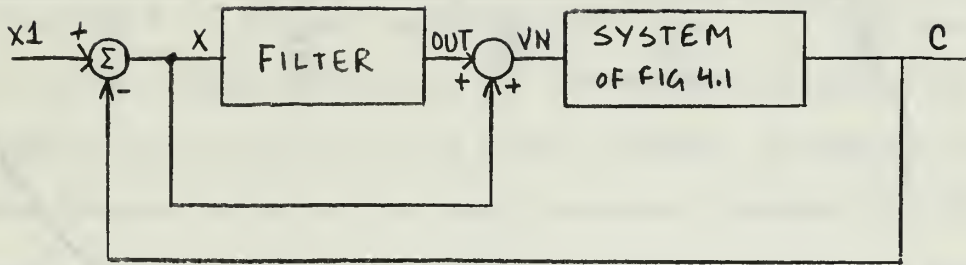 X1
+
Σ
-
X
FILTER
OUT
+
+
VN
SYSTEM
OF FIG 4.1
C